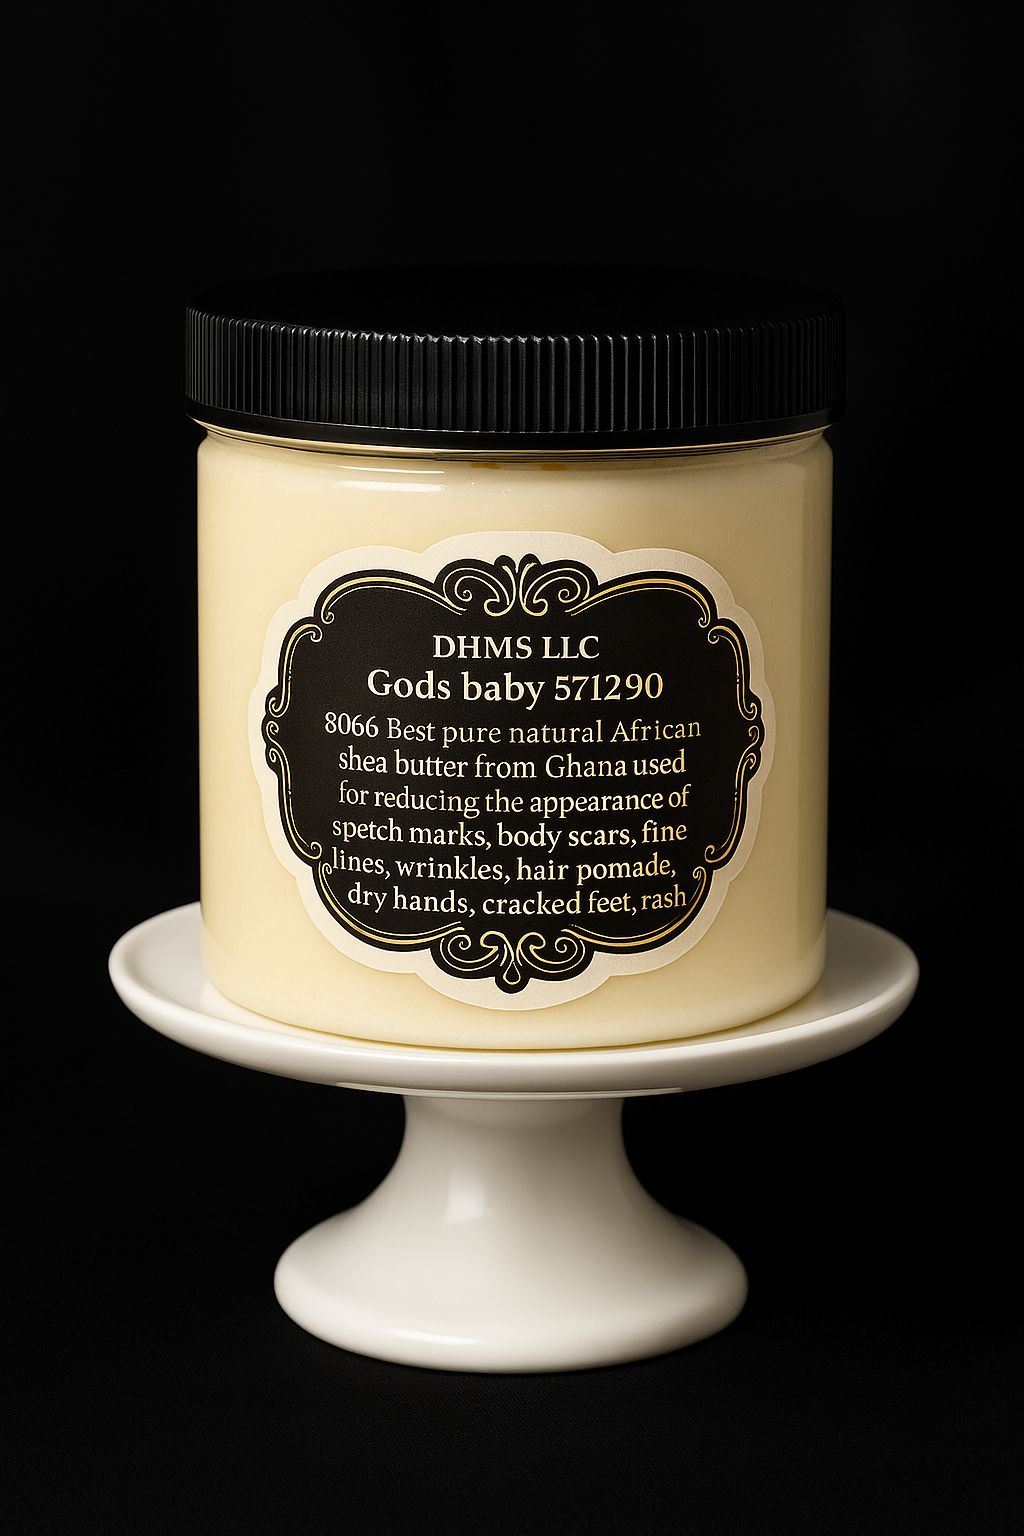 DHMS LLC
Gods baby 571290
8066 Best pure natural African
shea butter from Ghana used
for reducing the appearance of
spetch marks, body scars, fine
lines, wrinkles, hair pomade,
dry hands, cracked feet, rash